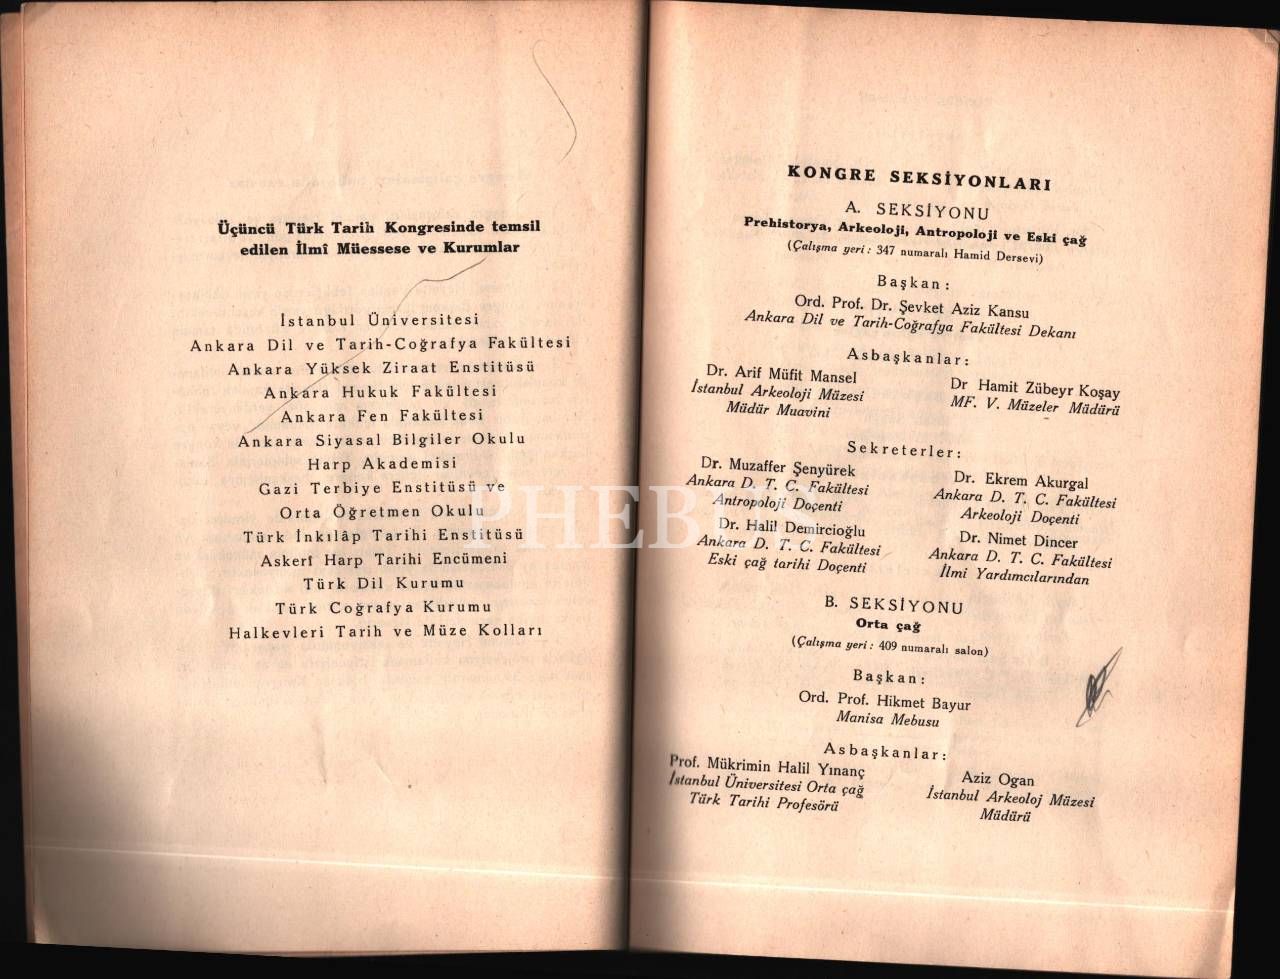 Üçüncü Türk Tarih Kongresinde temsil
edilen İlmî Müessese ve Kurumlar
İstanbul Üniversitesi
Ankara Dil ve Tarih-Coğrafya Fakültesi
Ankara Yüksek Ziraat Enstitüsü
Ankara Hukuk Fakültesi
Ankara Fen Fakültesi
Ankara Siyasal Bilgiler Okulu
Harp Akademisi
Gazi Terbiye Enstitüsü ve
Orta Öğretmen Okulu
Türk İnkılâp Tarihi Enstitüsü
Askerî Harp Tarihi Encümeni
Türk Dil Kurumu
Türk Coğrafya Kurumu
Halkevleri Tarih ve Müze Kolları
PHEBUS
KONGRE SEKSİYONLARI
A. SEKSİYONU
Prehistorya, Arkeoloji, Antropoloji ve Eski çağ
(Çalışma yeri: 347 numaralı Hamid Dersevi)
Başkan:
Ord. Prof. Dr. Şevket Aziz Kansu
Ankara Dil ve Tarih-Coğrafya Fakültesi Dekanı
Asbaşkanlar:
Dr. Arif Müfit Mansel
İstanbul Arkeoloji Müzesi
Müdür Muavini
Dr Hamit Zübeyr Koşay
MF. V. Müzeler Müdürü
Sekreterler:
Dr. Muzaffer Şenyürek
Ankara D. T. C. Fakültesi
Antropoloji Doçenti
Dr. Ekrem Akurgal
Ankara D. T. C. Fakültesi
Arkeoloji Doçenti
Dr. Halil Demircioğlu
Ankara D. T. C. Fakültesi
Eski çağ tarihi Doçenti
Dr. Nimet Dincer
Ankara D. T. C. Fakültesi
İlmi Yardımcılarından
B. SEKSİYONU
Orta çağ
(Çalışma yeri: 409 numaralı salon)
Başkan:
Ord. Prof. Hikmet Bayur
Manisa Mebusu
Asbaşkanlar:
Prof. Mükrimin Halil Yınanç
İstanbul Üniversitesi Orta çağ
Türk Tarihi Profesörü
Aziz Ogan
İstanbul Arkeoloj Müzesi
Müdürü